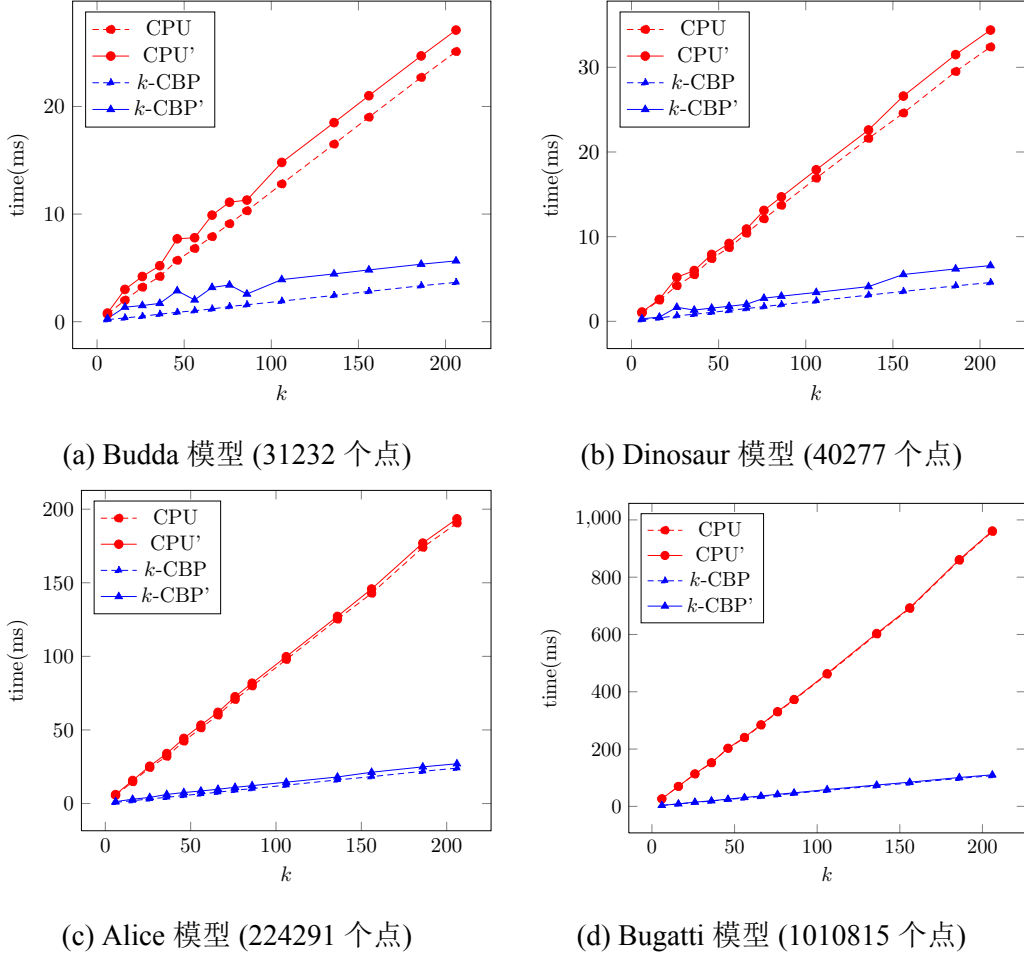 CPU
CPU'
k-CBP
k-CBP'
20
10
0
time(ms)
0 50 100 150 200
k
(a) Budda 模型 (31232 个点)
CPU
CPU'
k-CBP
k-CBP'
30
20
10
0
time(ms)
0 50 100 150 200
k
(b) Dinosaur 模型 (40277 个点)
CPU
CPU'
k-CBP
k-CBP'
200
150
100
50
0
time(ms)
0 50 100 150 200
k
(c) Alice 模型 (224291 个点)
CPU
CPU'
k-CBP
k-CBP'
1,000
800
600
400
200
0
time(ms)
0 50 100 150 200
k
(d) Bugatti 模型 (1010815 个点)